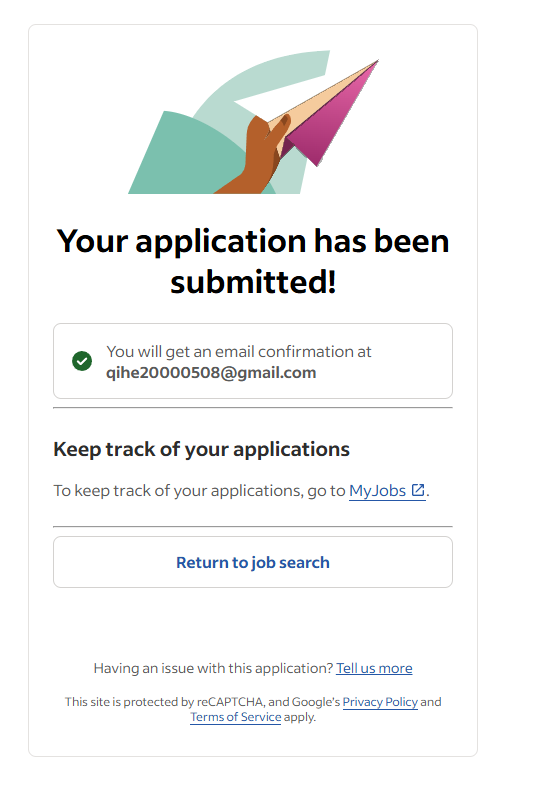 Your application has been
submitted!
You will get an email confirmation at
qihe20000508@gmail.com
Keep track of your applications
To keep track of your applications, go to MyJobs.
Return to job search
Having an issue with this application? Tell us more
This site is protected by reCAPTCHA, and Google's Privacy Policy and
Terms of Service apply.